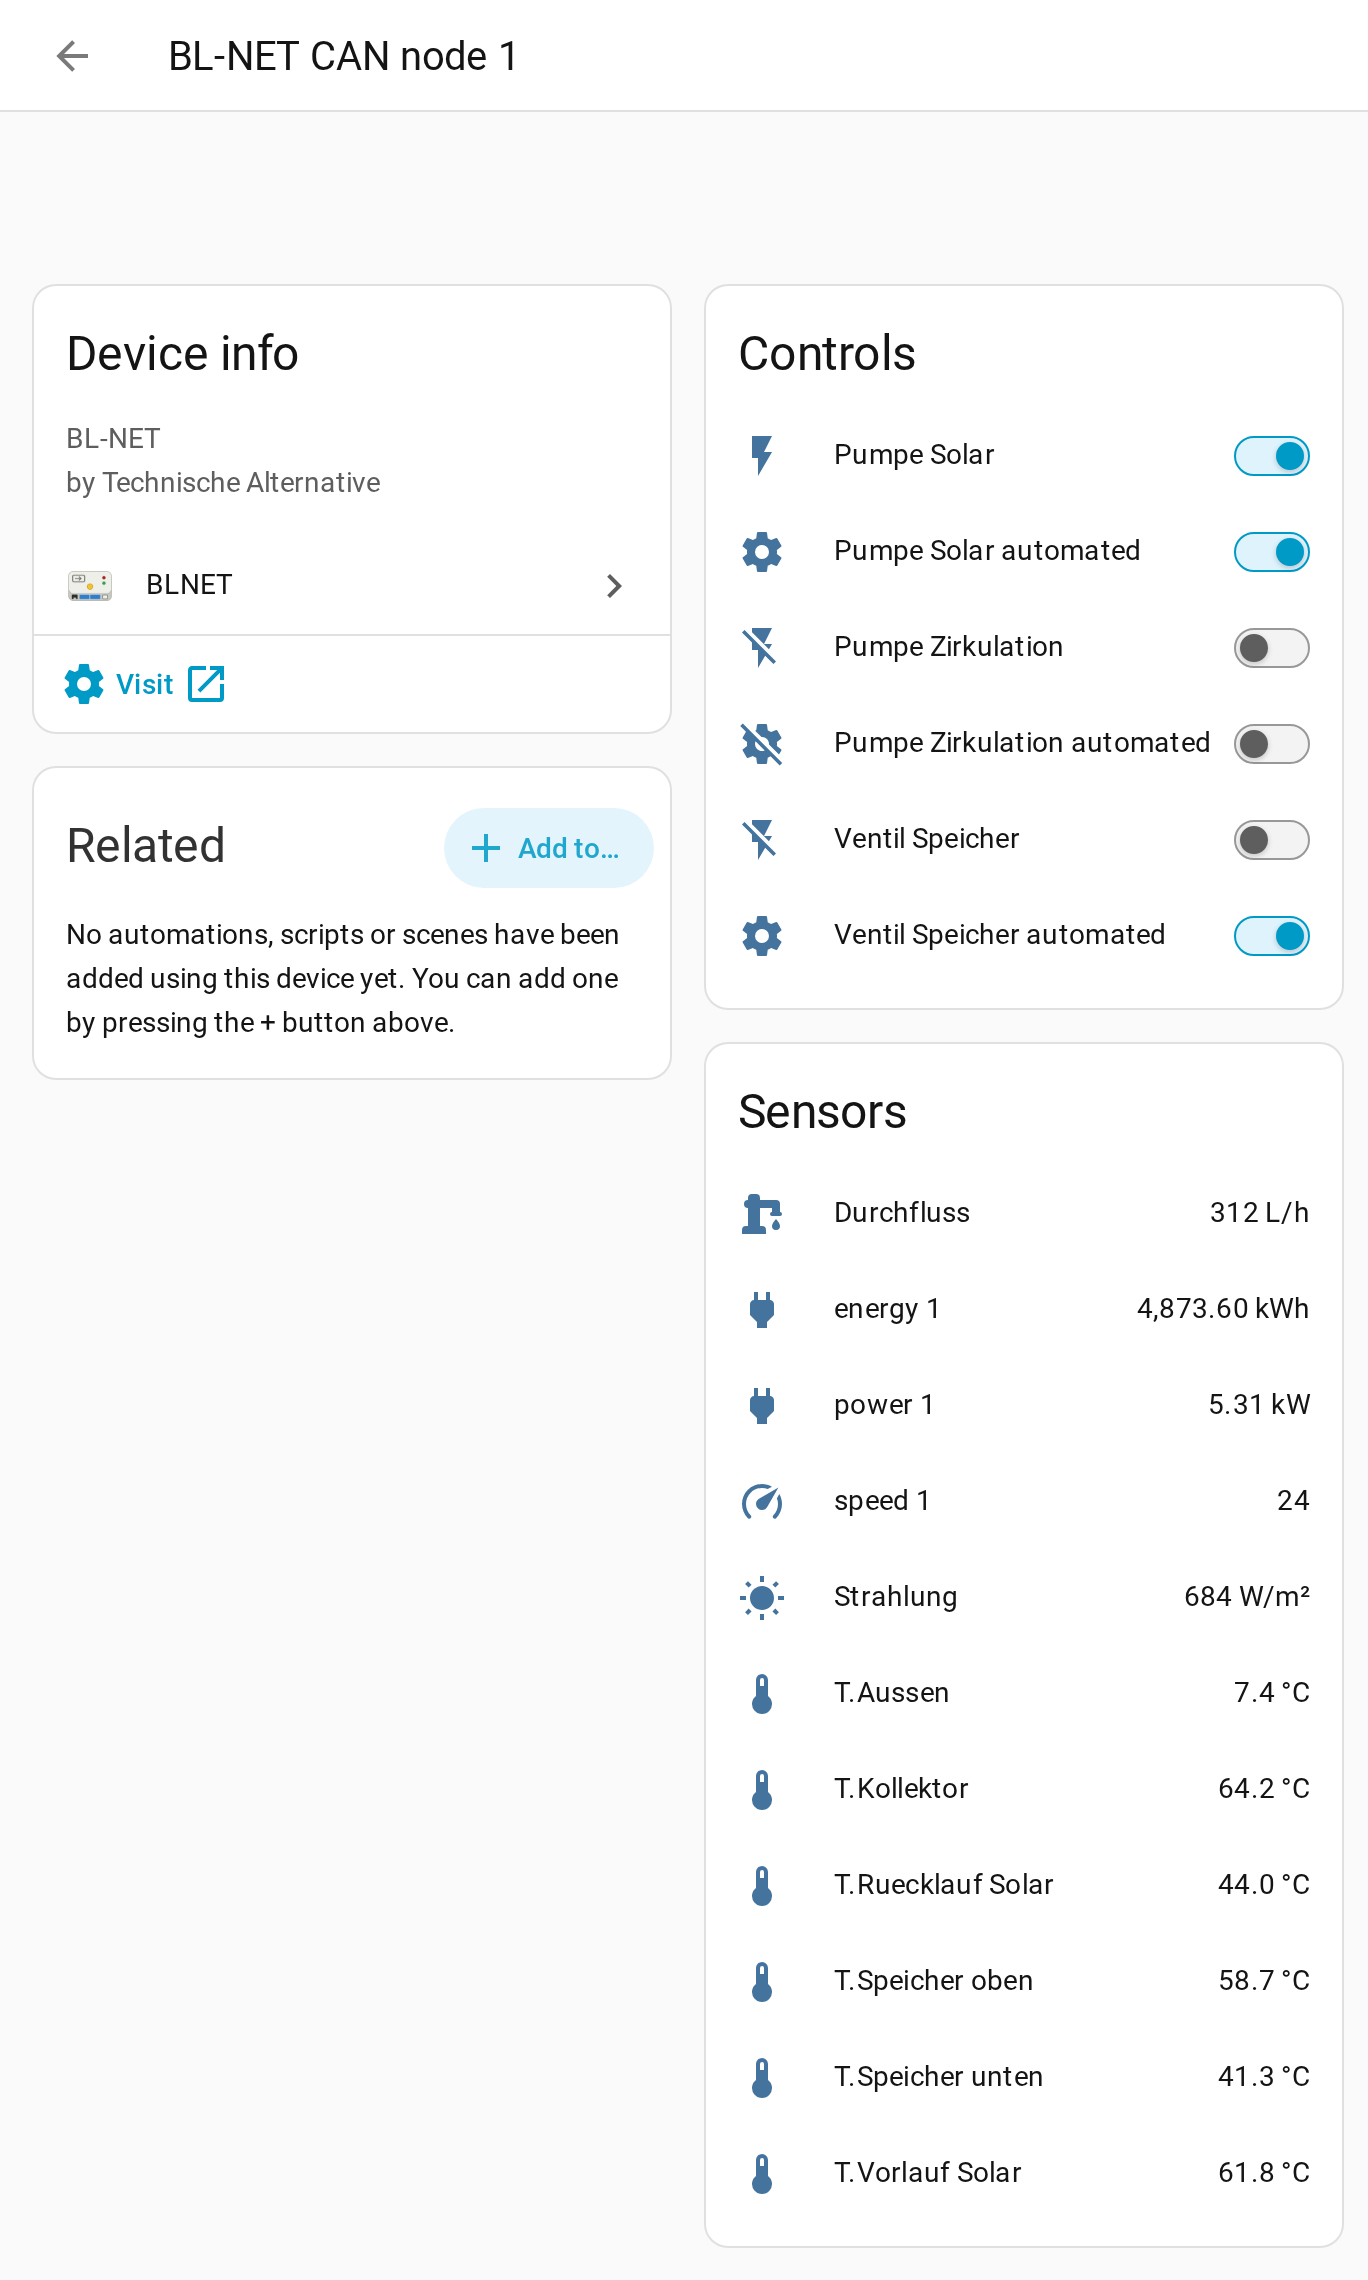 BL-NET CAN node 1
Device info
BL-NET
by Technische Alternative
BLNET
Visit
Related
Add to...
No automations, scripts or scenes have been
added using this device yet. You can add one
by pressing the + button above.
Controls
Pumpe Solar
Pumpe Solar automated
Pumpe Zirkulation
Pumpe Zirkulation automated
Ventil Speicher
Ventil Speicher automated
Sensors
Durchfluss 312 L/h
energy 1 4,873.60 kWh
power 1 5.31 kW
speed 1 24
Strahlung 684 W/m²
T.Aussen 7.4 °C
T.Kollektor 64.2 °C
T.Ruecklauf Solar 44.0 °C
T.Speicher oben 58.7 °C
T.Speicher unten 41.3 °C
T.Vorlauf Solar 61.8 °C